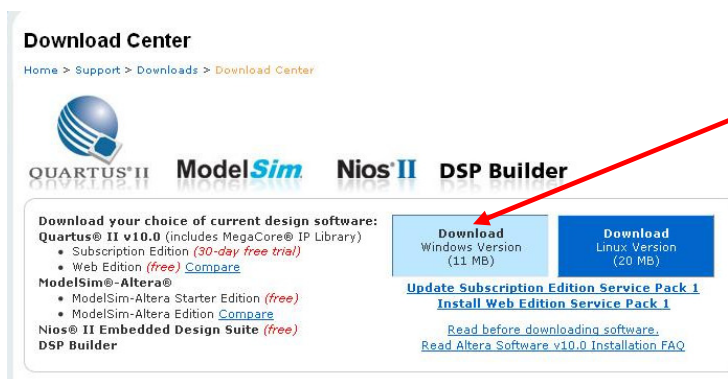 Download Center
Home > Support > Downloads > Download Center
QUARTUS® II ModelSim Nios® II DSP Builder
Download your choice of current design software:
Quartus® II v10.0 (includes MegaCore® IP Library)
• Subscription Edition (30-day free trial)
• Web Edition (free) Compare
ModelSim®-Altera®
• ModelSim-Altera Starter Edition (free)
• ModelSim-Altera Edition Compare
Nios® II Embedded Design Suite (free)
DSP Builder
Download
Windows Version
(11 MB)
Download
Linux Version
(20 MB)
Update Subscription Edition Service Pack 1
Install Web Edition Service Pack 1
Read before downloading software.
Read Altera Software v10.0 Installation FAQ